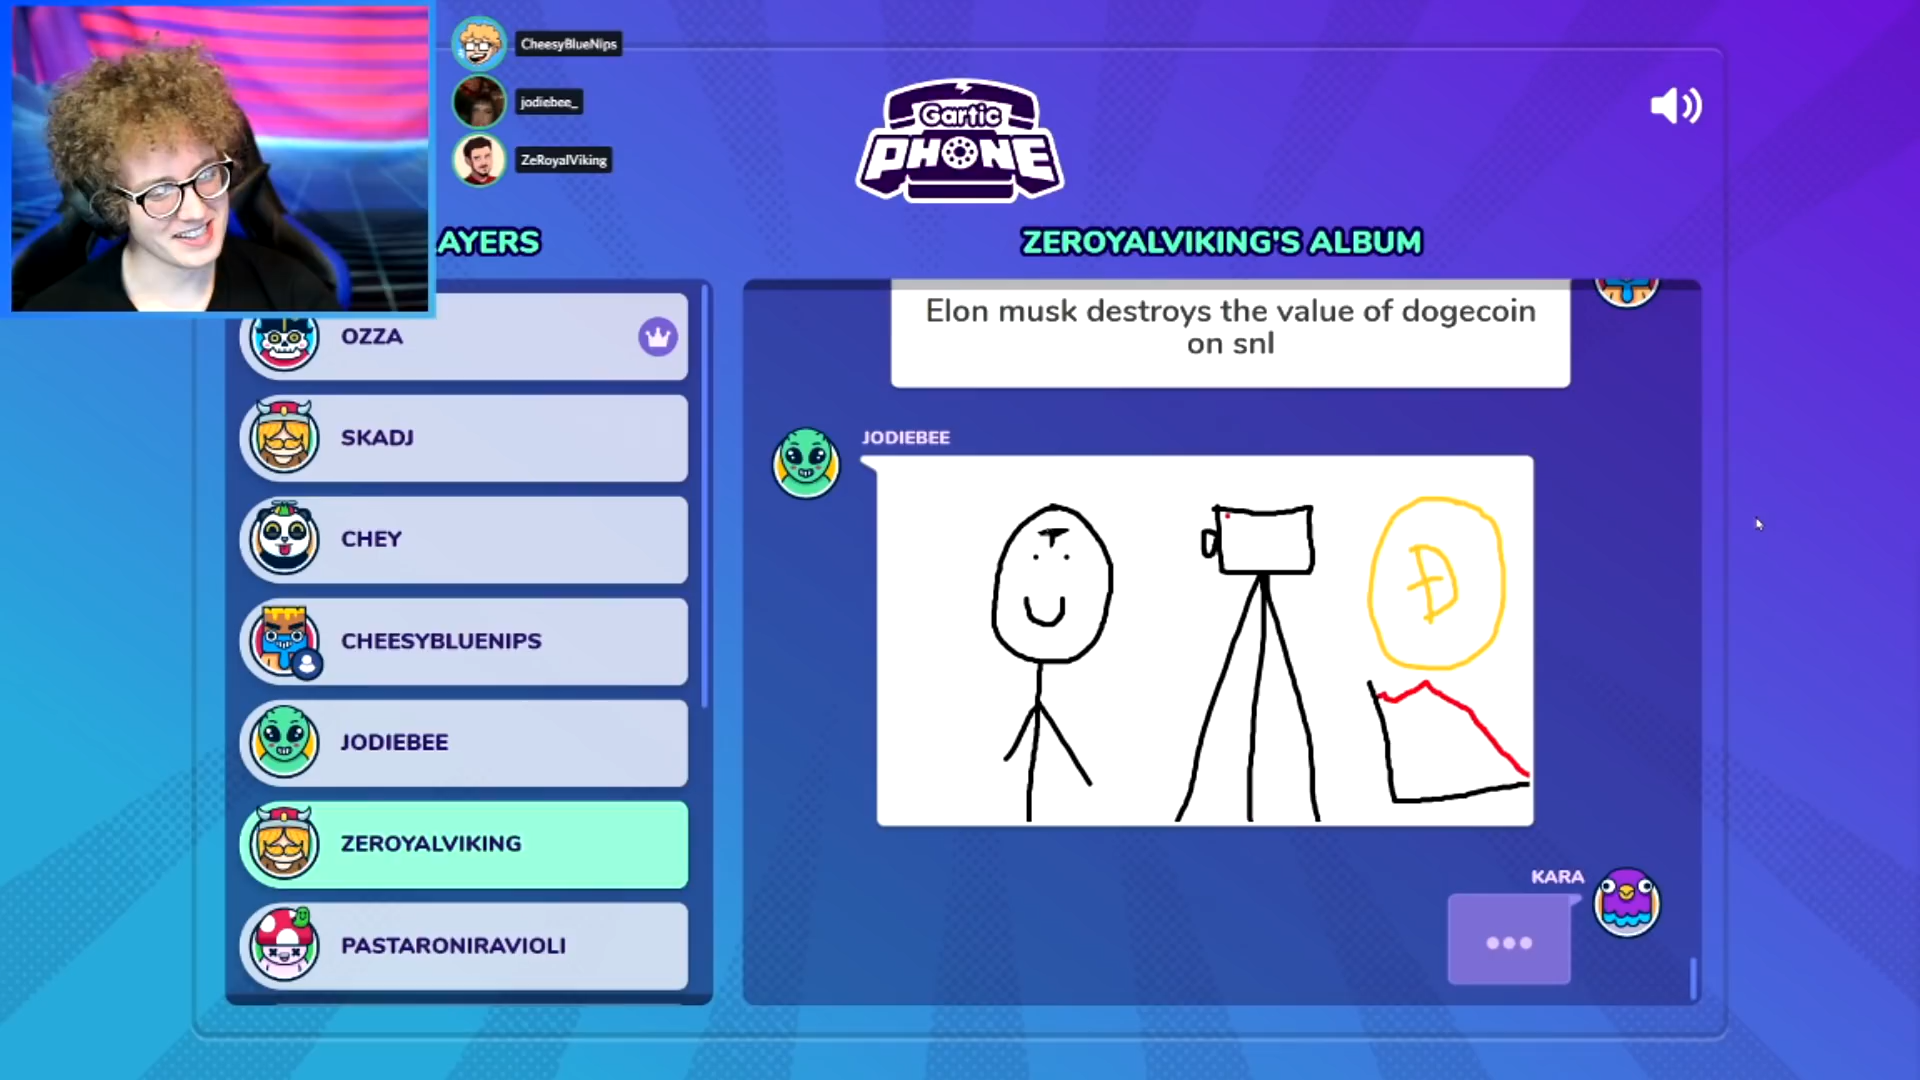 CheesyBlueNips
jodiebee_
ZeRoyalViking
Gartic
PHONE
AYERS
ZEROYALVIKING'S ALBUM
OZZA
SKADJ
CHEY
CHEESYBLUENIPS
JODIEBEE
ZEROYALVIKING
PASTARONIRAVIOLI
Elon musk destroys the value of dogecoin
on snl
JODIEBEE
D
KARA